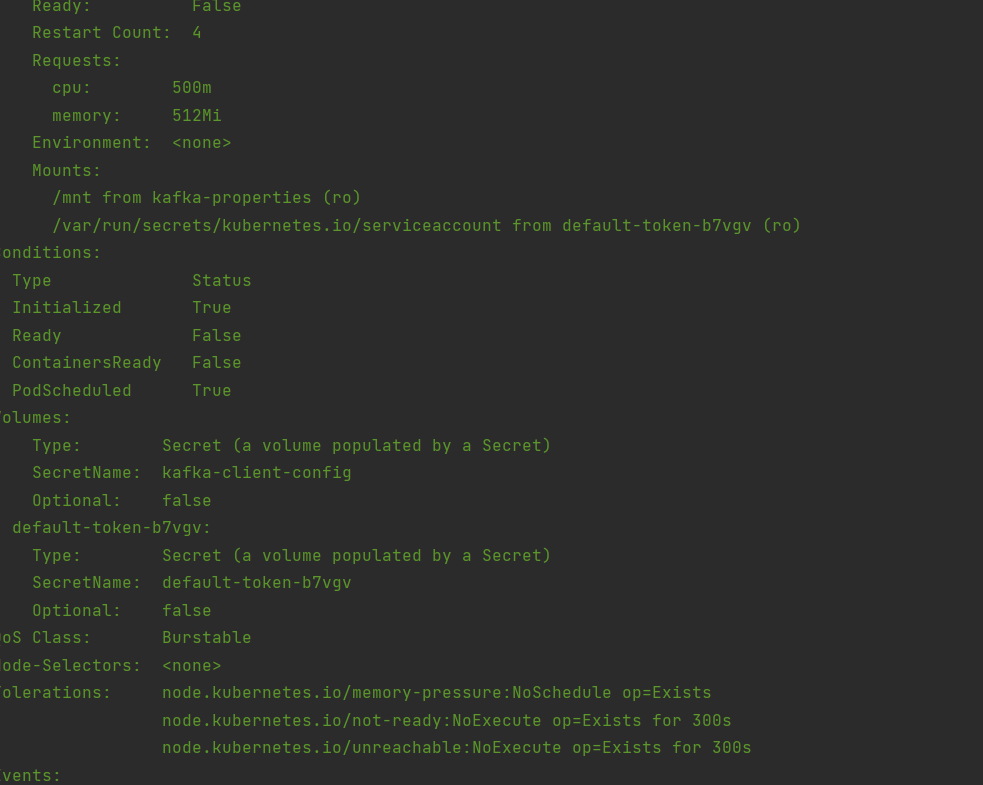 Ready: False
Restart Count: 4
Requests:
cpu: 500m
memory: 512Mi
Environment: <none>
Mounts:
/mnt from kafka-properties (ro)
/var/run/secrets/kubernetes.io/serviceaccount from default-token-b7vgv (ro)
onditions:
Type Status
Initialized True
Ready False
ContainersReady False
PodScheduled True
olumes:
Type: Secret (a volume populated by a Secret)
SecretName: kafka-client-config
Optional: false
default-token-b7vgv:
Type: Secret (a volume populated by a Secret)
SecretName: default-token-b7vgv
Optional: false
oS Class: Burstable
ode-Selectors: <none>
olerations: node.kubernetes.io/memory-pressure:NoSchedule op=Exists
node.kubernetes.io/not-ready:NoExecute op=Exists for 300s
node.kubernetes.io/unreachable:NoExecute op=Exists for 300s
vents: